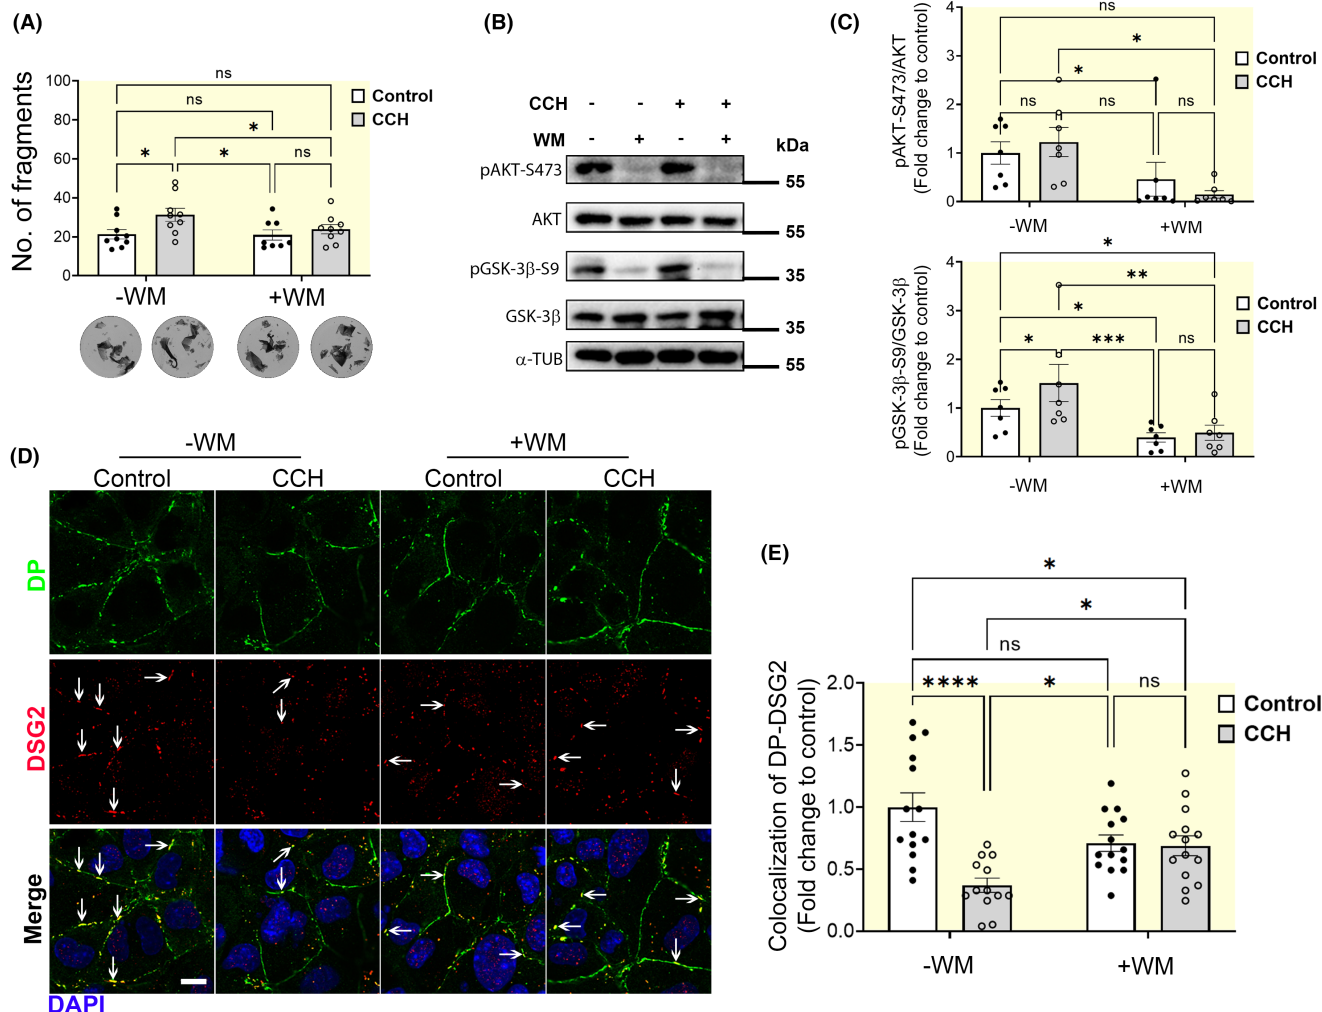 (A)
No. of fragments
100
80
60
40
20
0
ns
ns
*
* * ns
Control
CCH
-WM +WM
(B)
CCH - - + +
WM - + - +
kDa
pAKT-S473 55
AKT 55
pGSK-3β-S9 35
GSK-3β 35
α-TUB 55
(C)
pAKT-S473/AKT
(Fold change to control)
4
3
2
1
0
ns
*
*
ns ns ns
Control
CCH
-WM +WM
pGSK-3β-S9/GSK-3β
(Fold change to control)
4
3
2
1
0
*
**
*
* *** ns
Control
CCH
-WM +WM
(D)
-WM +WM
Control CCH Control CCH
DP
DSG2
Merge
DAPI
(E)
Colocalization of DP-DSG2
(Fold change to control)
2.0
1.5
1.0
0.5
0.0
*
*
ns
**** * ns
Control
CCH
-WM +WM